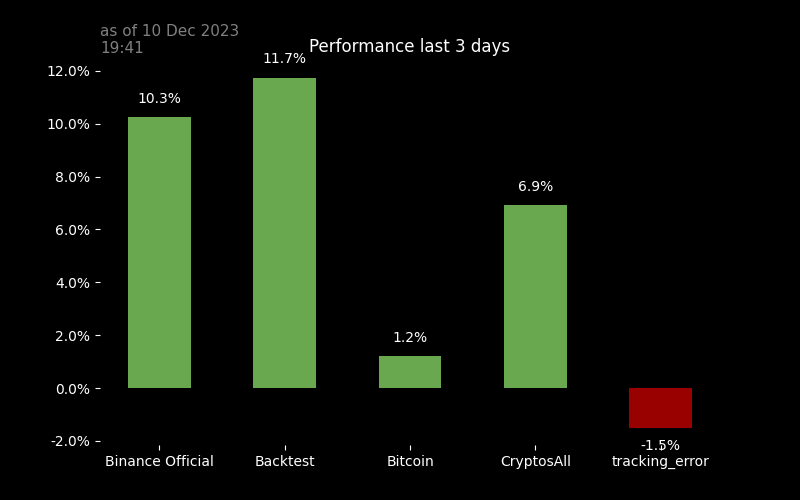 as of 10 Dec 2023
19:41
Performance last 3 days
12.0%
10.0%
8.0%
6.0%
4.0%
2.0%
0.0%
-2.0%
10.3%
11.7%
1.2%
6.9%
-1.5%
Binance Official
Backtest
Bitcoin
CryptosAll
tracking_error